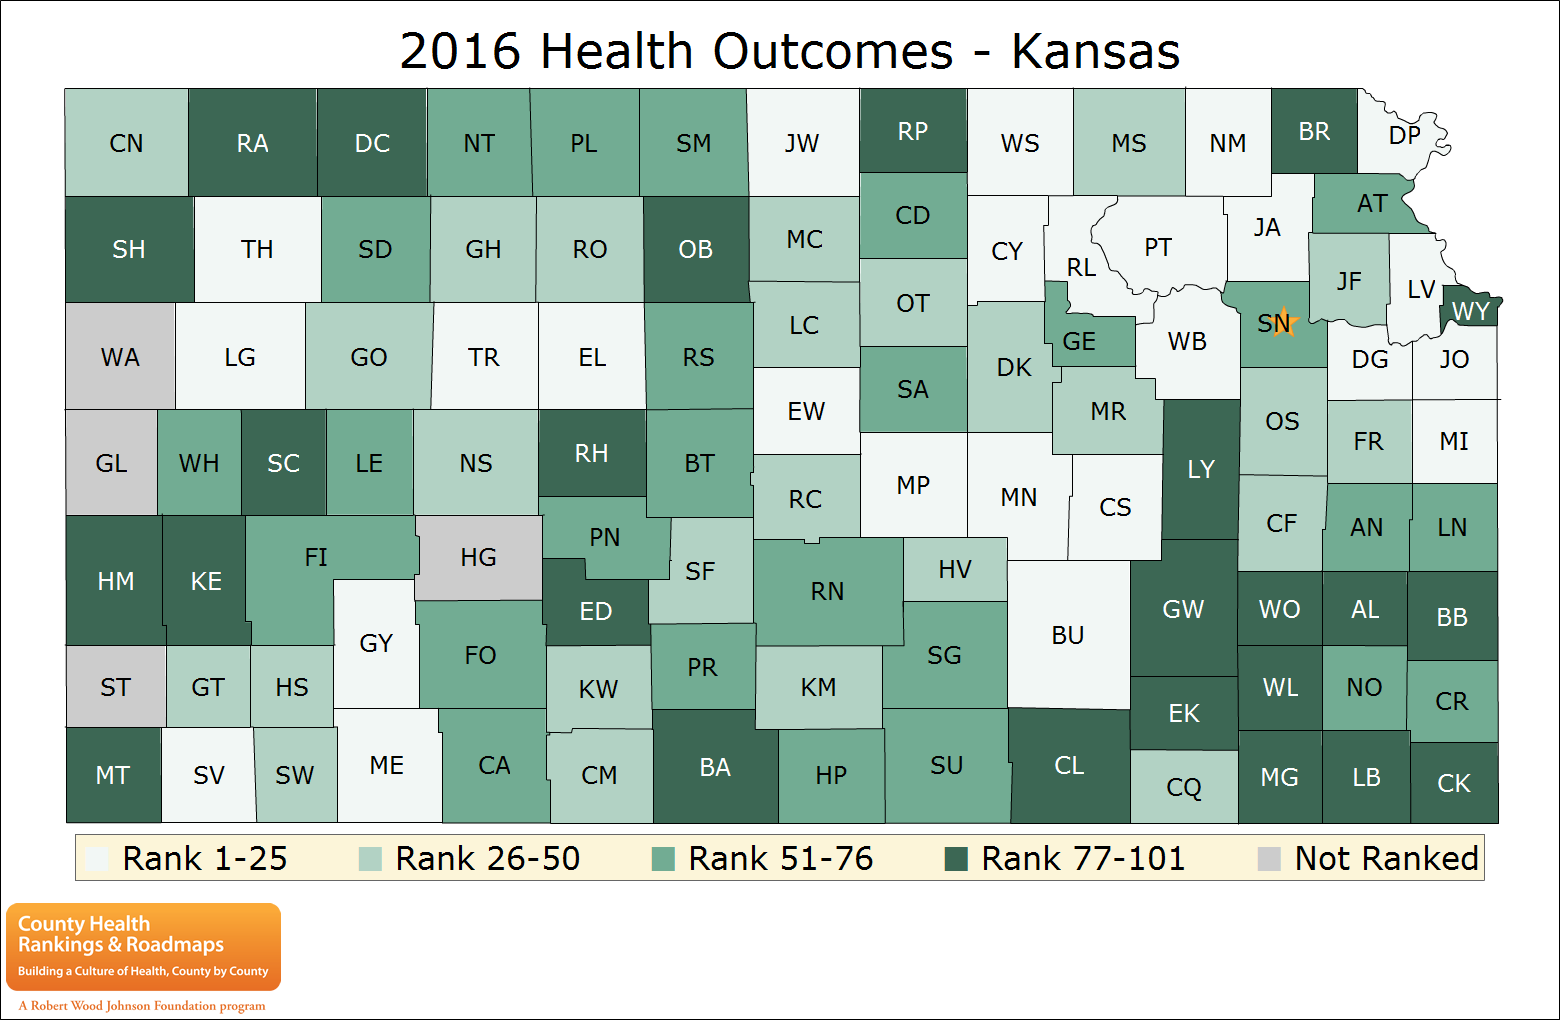 2016 Health Outcomes - Kansas
CN RA DC NT PL SM JW RP WS MS NM BR DP
SH TH SD GH RO OB MC CD CY RL PT JA AT
OT JF LV WY
WA LG GO TR EL RS LC SA DK GE WB SN DG JO
EW MR OS FR MI
GL WH SC LE NS RH BT RC MP MN CS LY CF AN LN
HM KE FI HG PN SF RN HV
ED GW WO AL BB
GY FO PR SG BU
ST GT HS KW KM EK WL NO CR
MT SV SW ME CA CM BA HP SU CL CQ MG LB CK
Rank 1-25 Rank 26-50 Rank 51-76 Rank 77-101 Not Ranked
County Health
Rankings & Roadmaps
Building a Culture of Health, County by County
A Robert Wood Johnson Foundation program